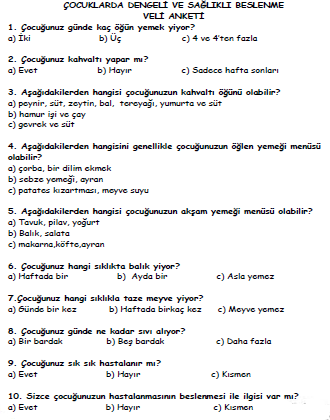 ÇOCUKLARDA DENGELİ VE SAĞLIKLI BESLENME
VELİ ANKETİ
1. Çocuğunuz günde kaç öğün yemek yiyor?
a) İki b) Üç c) 4 ve 4'ten fazla
2. Çocuğunuz kahvaltı yapar mı?
a) Evet b) Hayır c) Sadece hafta sonları
3. Aşağıdakilerden hangisi çocuğunuzun kahvaltı öğünü olabilir?
a) peynir, süt, zeytin, bal, tereyağı, yumurta ve süt
b) hamur işi ve çay
c) gevrek ve süt
4. Aşağıdakilerden hangisini genellikle çocuğunuzun öğlen yemeği menüsü
olabilir?
a) çorba, bir dilim ekmek
b) sebze yemeği, ayran
c) patates kızartması, meyve suyu
5. Aşağıdakilerden hangisi çocuğunuzun akşam yemeği menüsü olabilir?
a) Tavuk, pilav, yoğurt
b) Balık, salata
c) makarna,köfte,ayran
6. Çocuğunuz hangi sıklıkta balık yiyor?
a) Haftada bir b) Ayda bir c) Asla yemez
7.Çocuğunuz hangi sıklıkla taze meyve yiyor?
a) Günde bir kez b) Haftada birkaç kez c) Meyve yemez
8. Çocuğunuz günde ne kadar sıvı alıyor?
a) Bir bardak b) Beş bardak c) Daha fazla
9. Çocuğunuz sık sık hastalanır mı?
a) Evet b) Hayır c) Kısmen
10. Sizce çocuğunuzun hastalanmasının beslenmesi ile ilgisi var mı?
a) Evet b) Hayır c) Kısmen